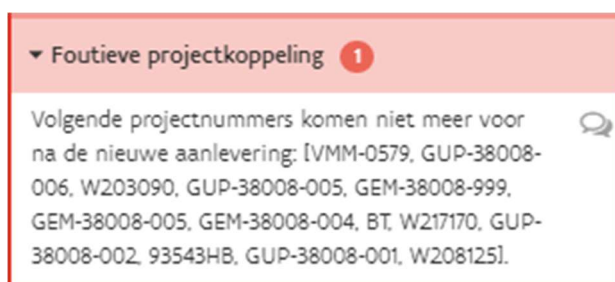 Foutieve projectkoppeling 1
Volgende projectnummers komen niet meer voor
na de nieuwe aanlevering: [VMM-0579, GUP-38008-
006, W203090, GUP-38008-005, GEM-38008-999,
GEM-38008-005, GEM-38008-004, BT, W217170, GUP-
38008-002, 93543HB, GUP-38008-001, W208125].